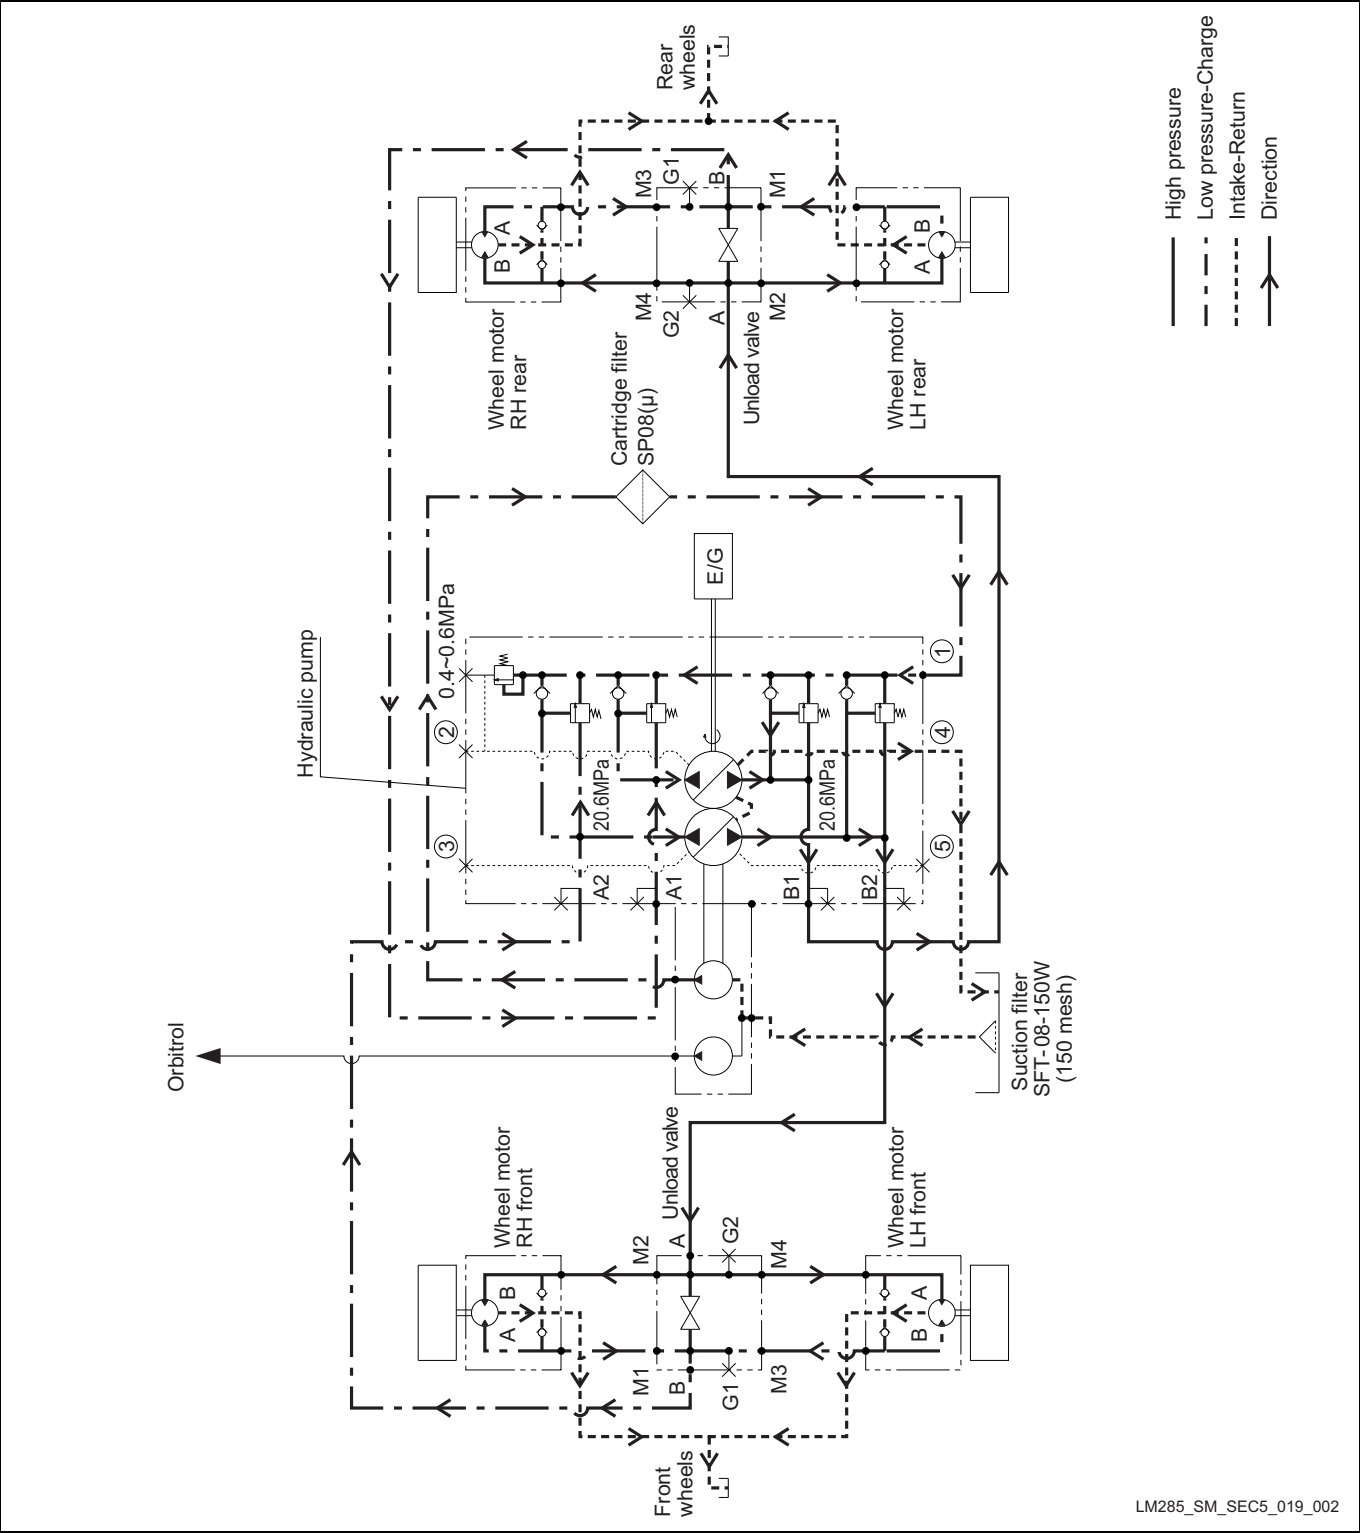 Rear
wheels
High pressure
Low pressure-Charge
Intake-Return
Direction
M3
G1
B
M1
A
B
B
A
M4
G2
A
M2
Wheel motor
RH rear
Cartridge filter
SP08(μ)
Unload valve
Wheel motor
LH rear
E/G
Hydraulic pump
0.4~0.6MPa
①
②
③
④
⑤
20.6MPa
20.6MPa
A2
A1
B1
B2
Suction filter
SFT-08-150W
(150 mesh)
Orbitrol
Wheel motor
RH front
Unload valve
Wheel motor
LH front
M2
A
G2
M4
B
A
A
B
M1
B
G1
M3
Front
wheels
LM285_SM_SEC5_019_002